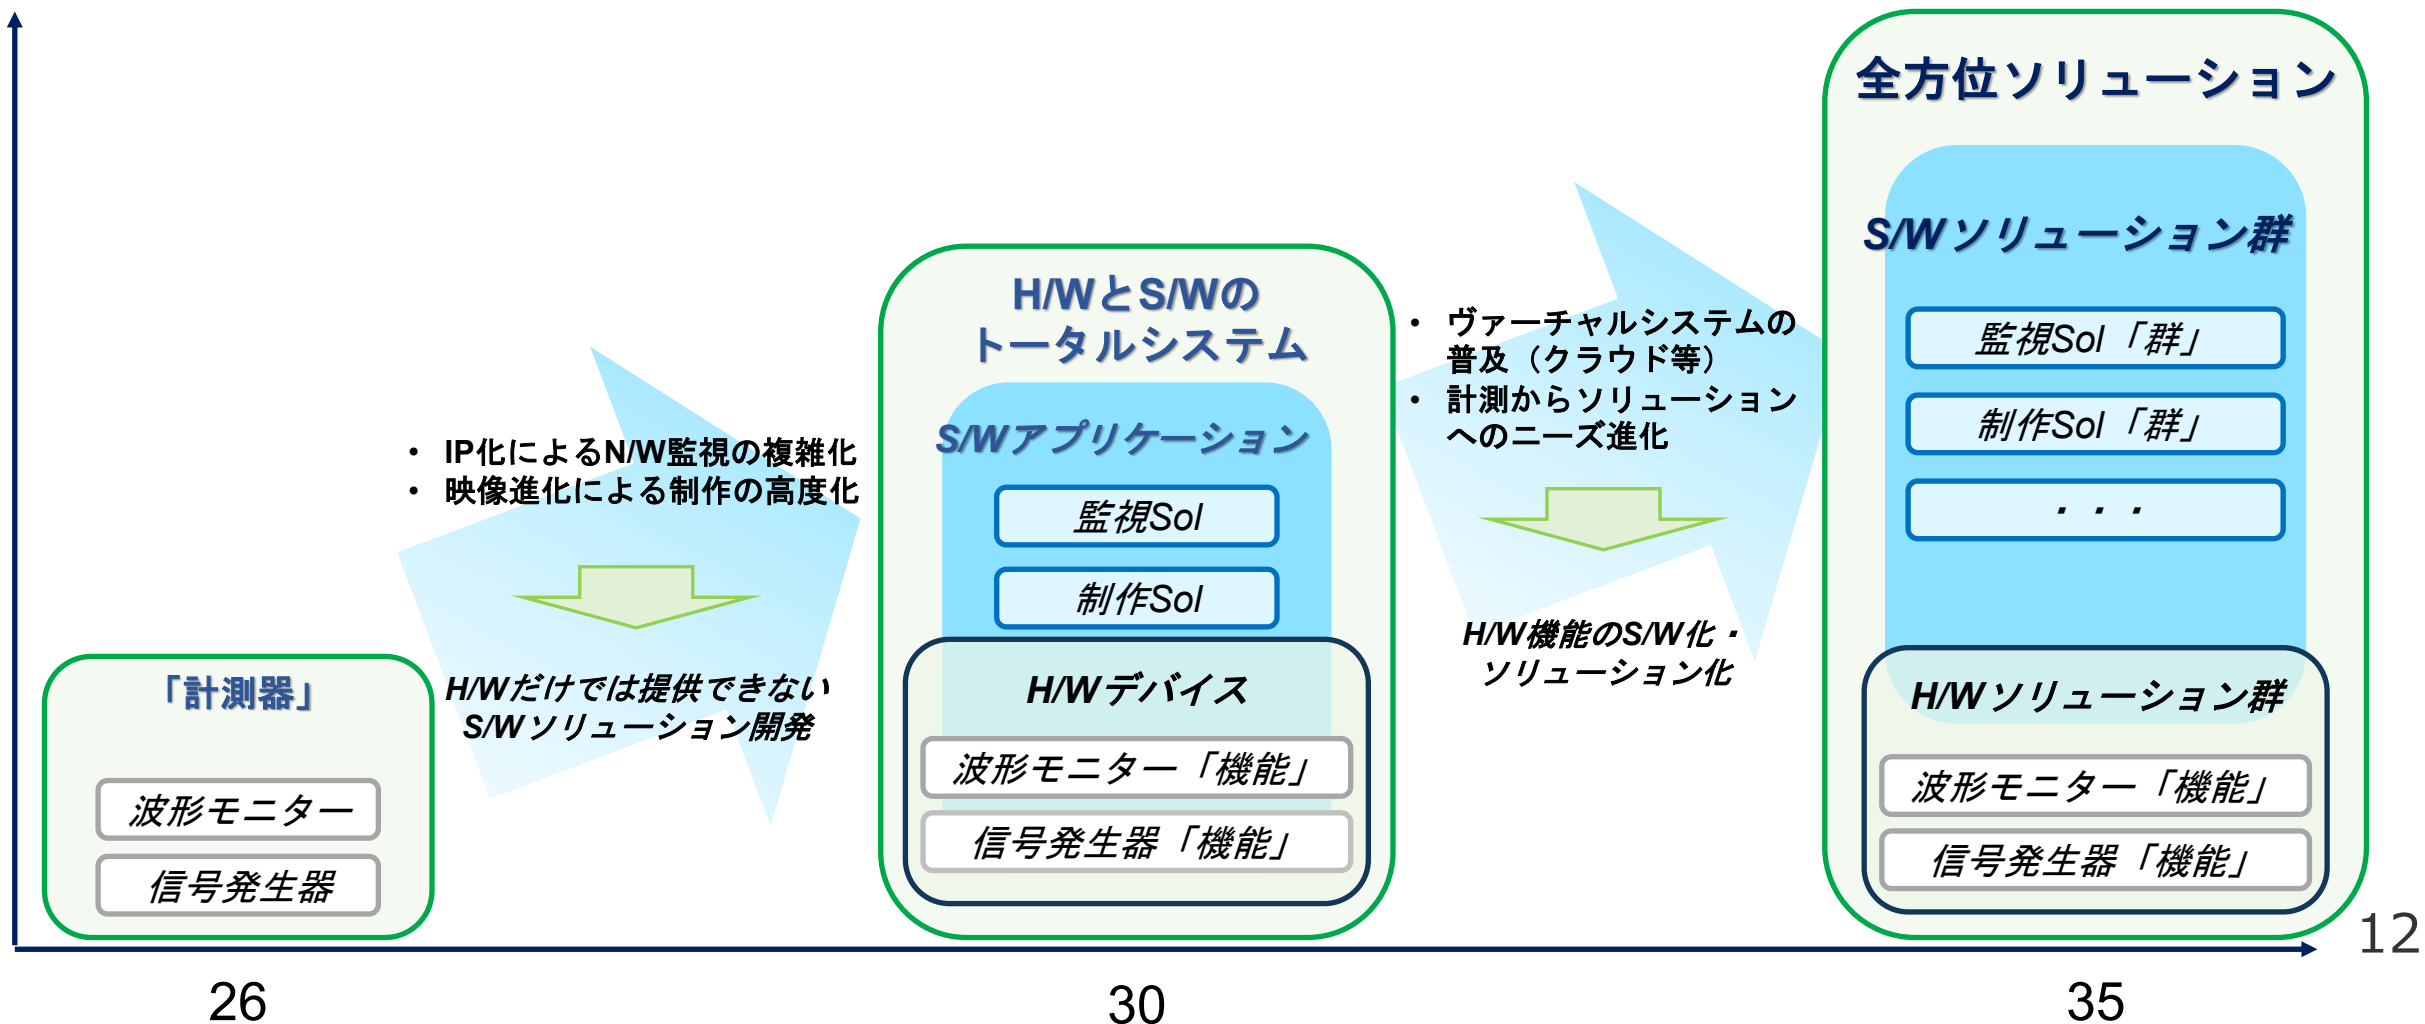 「計測器」
波形モニター
信号発生器
• IP化によるN/W監視の複雑化
• 映像進化による制作の高度化
H/Wだけでは提供できない
S/Wソリューション開発
H/WとS/Wの
トータルシステム
S/Wアプリケーション
監視Sol
制作Sol
H/Wデバイス
波形モニター「機能」
信号発生器「機能」
• ヴァーチャルシステムの
普及（クラウド等）
• 計測からソリューション
へのニーズ進化
H/W機能のS/W化・
ソリューション化
全方位ソリューション
S/Wソリューション群
監視Sol「群」
制作Sol「群」
・・・
H/Wソリューション群
波形モニター「機能」
信号発生器「機能」
12
26
30
35